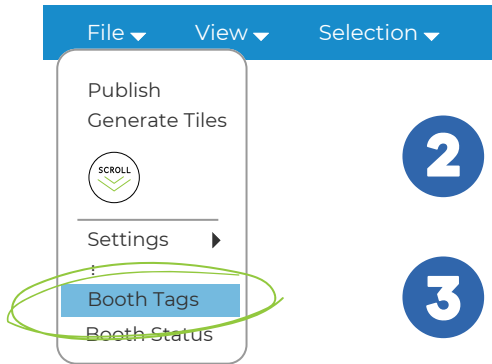 File View Selection
Publish
Generate Tiles
SCROLL
2
Settings
:
Booth Tags
3
Booth Status